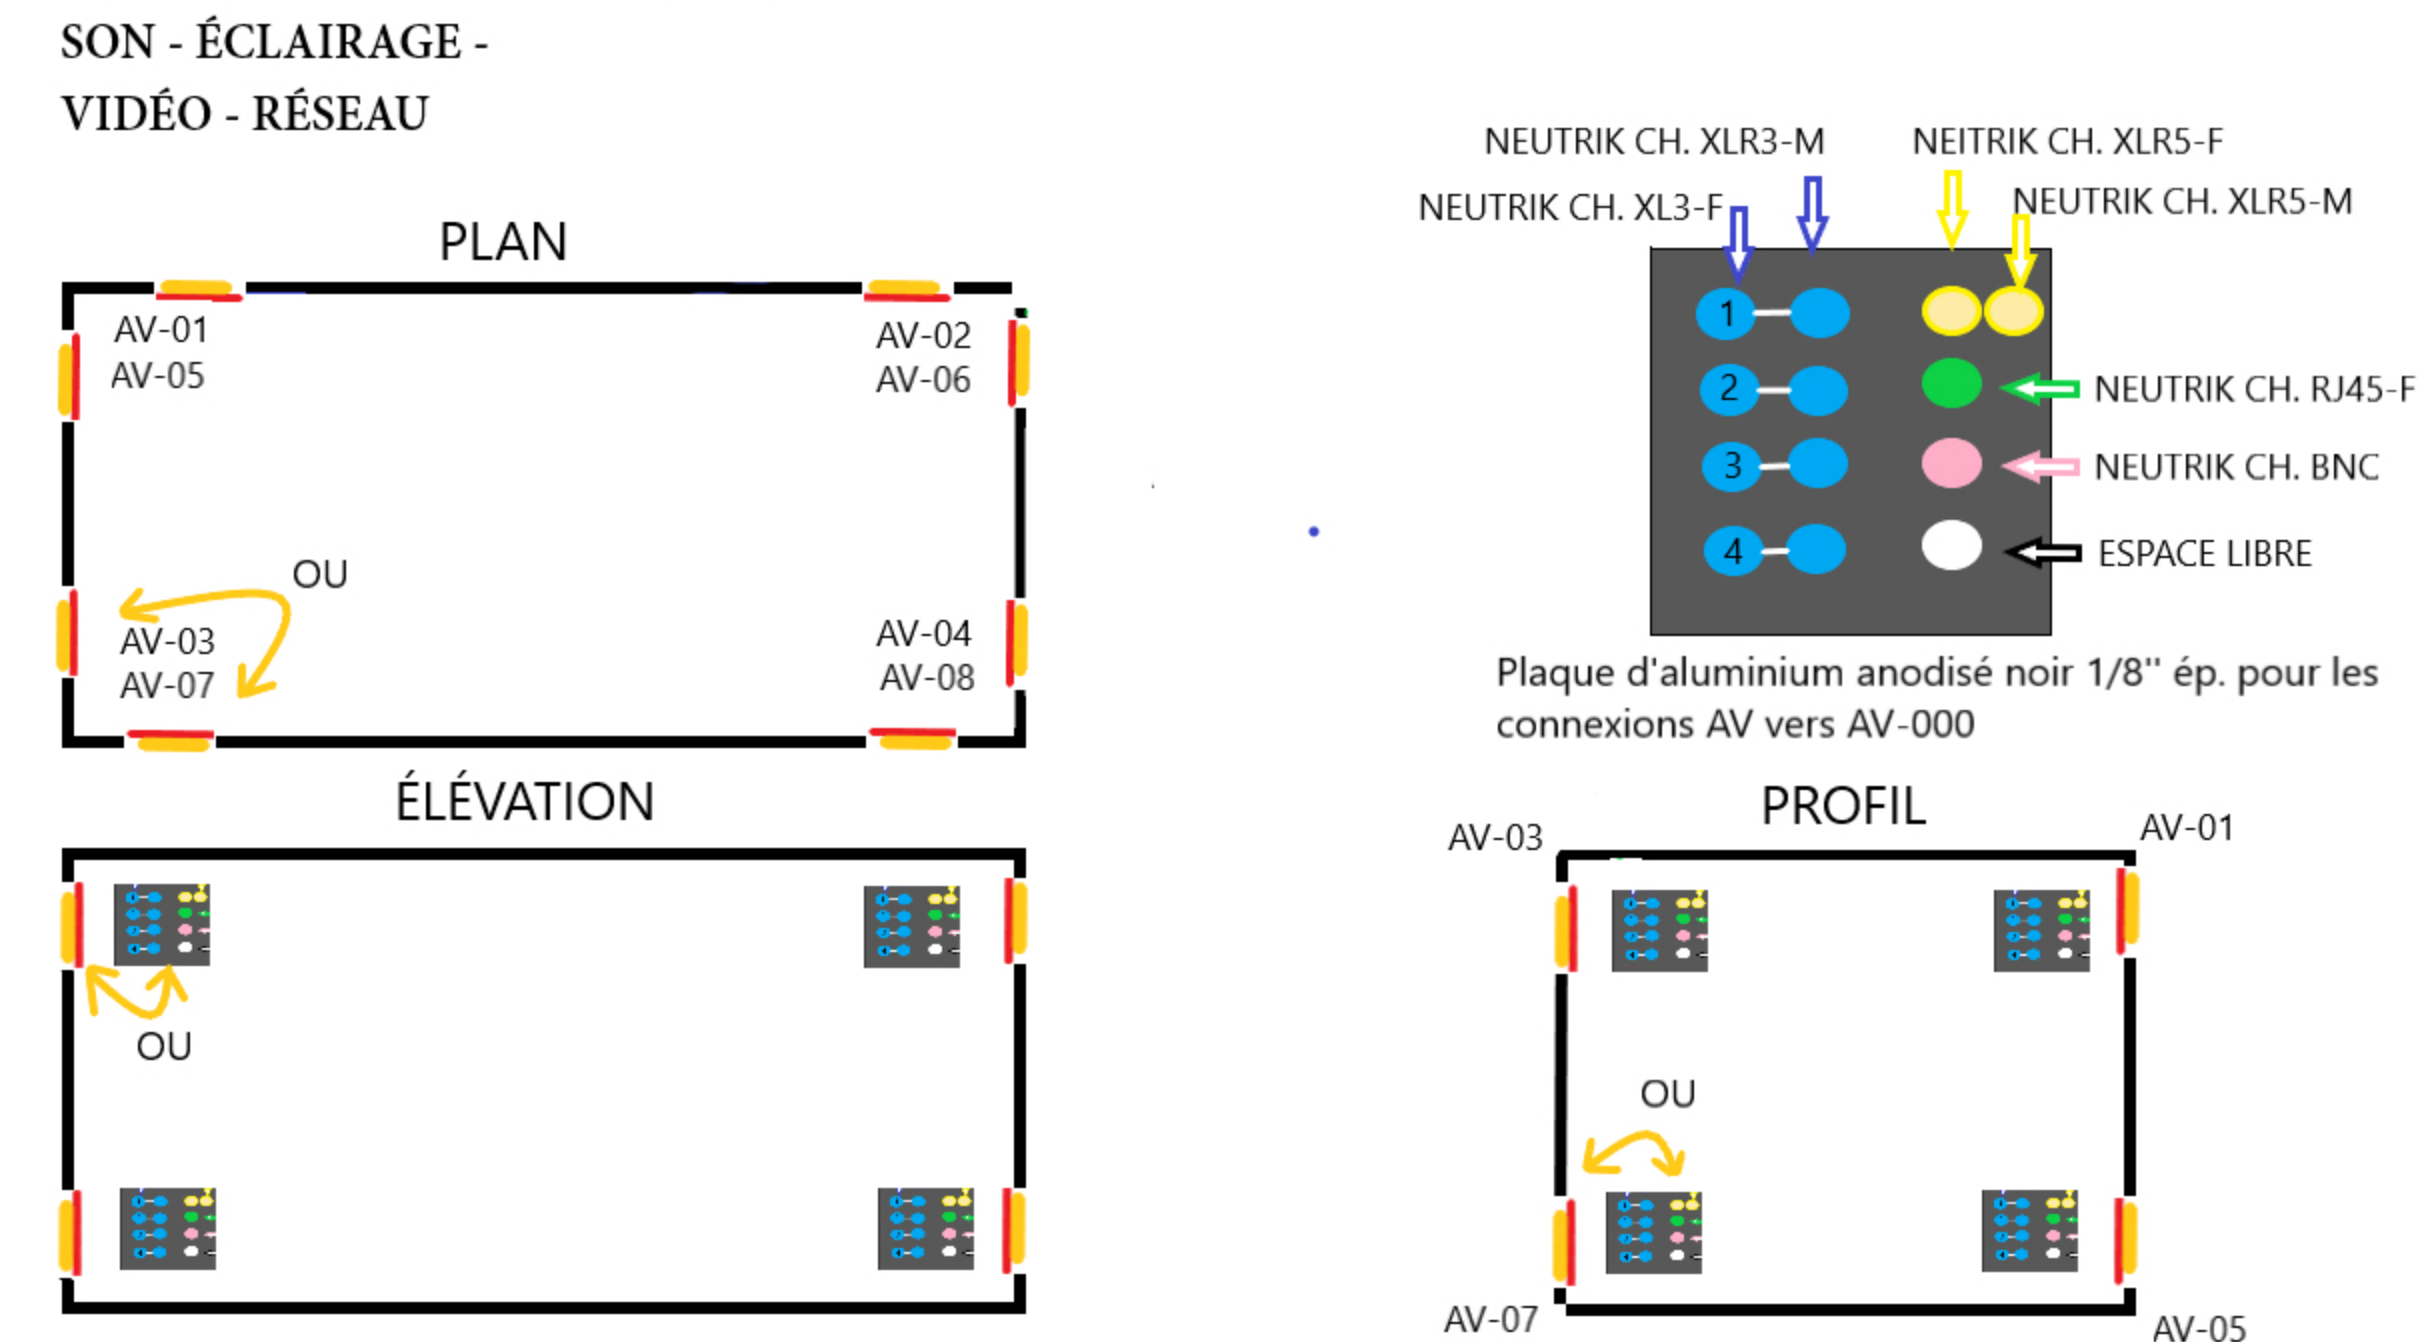 SON - ÉCLAIRAGE -
VIDÉO - RÉSEAU
PLAN
AV-01
AV-05
AV-02
AV-06
OU
AV-03
AV-07
AV-04
AV-08
NEUTRIK CH. XLR3-M
NEITRIK CH. XLR5-F
NEUTRIK CH. XL3-F
NEUTRIK CH. XLR5-M
1
2
NEUTRIK CH. RJ45-F
3
NEUTRIK CH. BNC
4
ESPACE LIBRE
Plaque d'aluminium anodisé noir 1/8'' ép. pour les
connexions AV vers AV-000
ÉLÉVATION
OU
PROFIL
AV-03
AV-01
OU
AV-07
AV-05